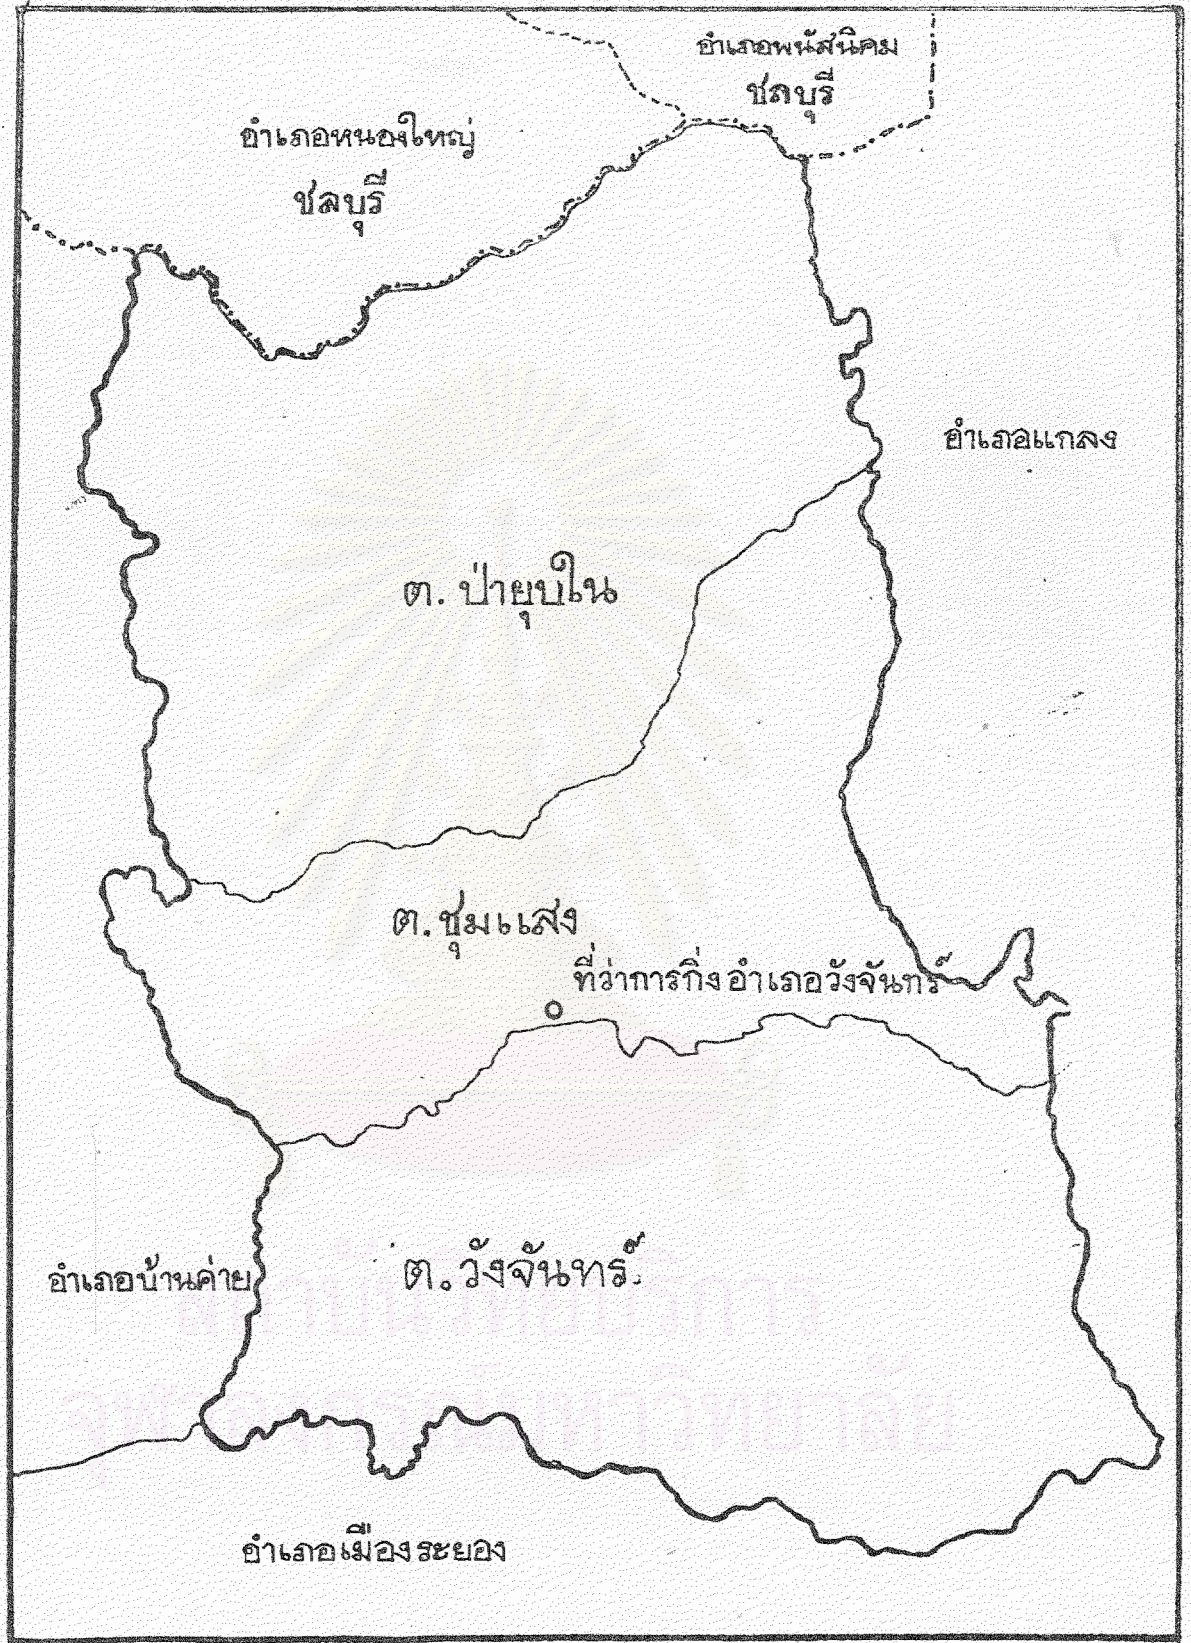 อำเภอพนัสนิคม
ชลบุรี
อำเภอหนองใหญ่
ชลบุรี
อำเภอแกลง
ต. ป่ายุบใน
ต. ชุมแสง
ที่ว่าการกิ่งอำเภอวังจันทร์
อำเภอบ้านค่าย
ต. วังจันทร์
อำเภอเมืองระยอง